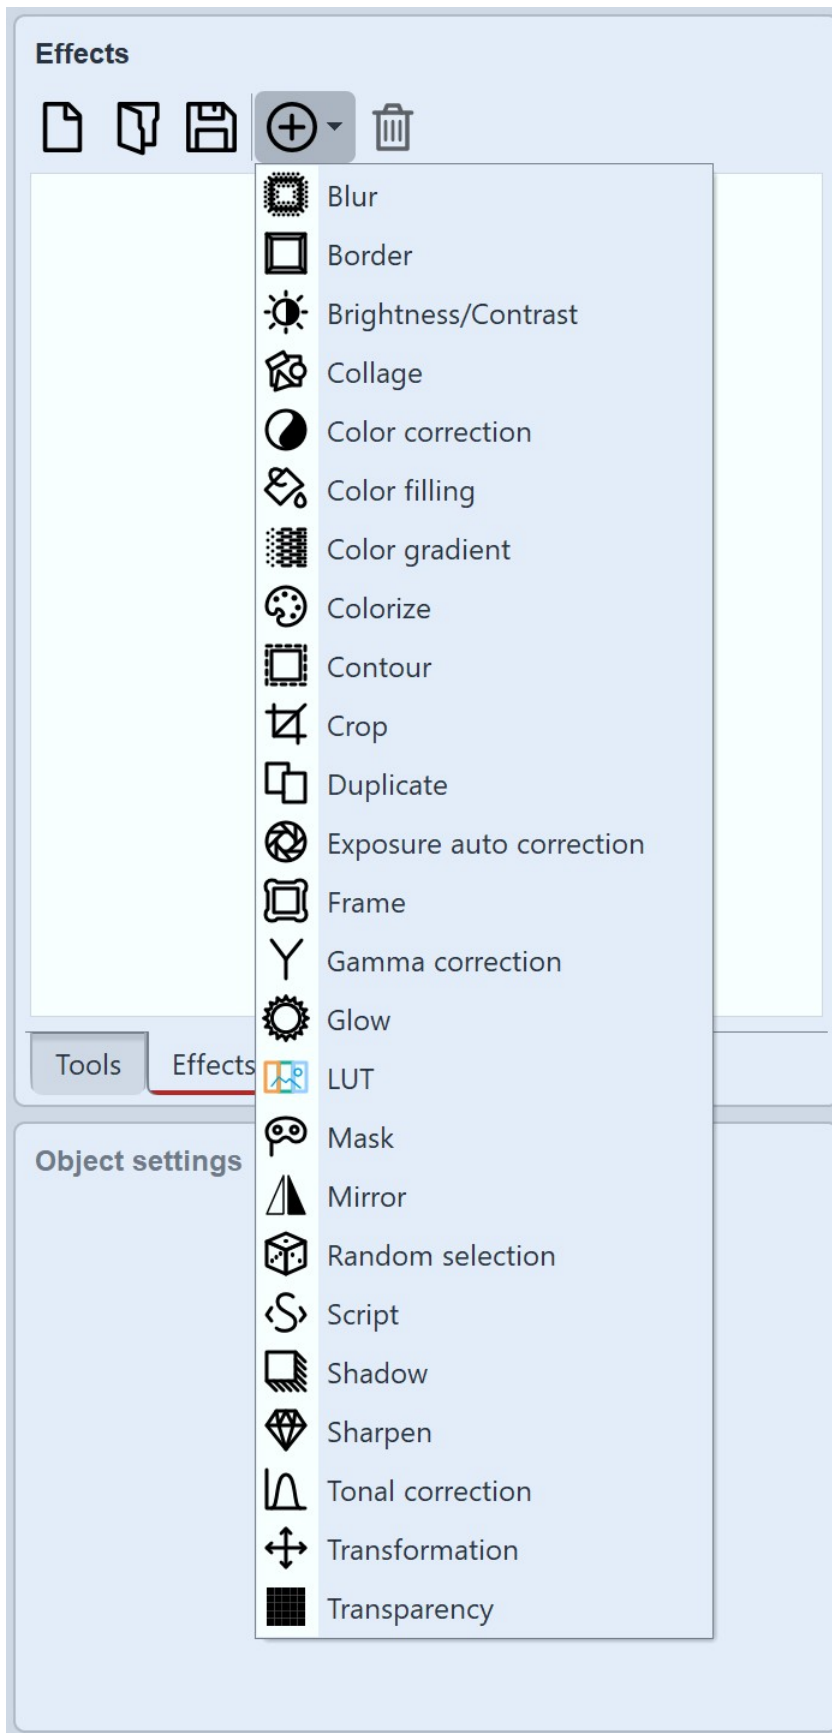 Effects
Blur
Border
Brightness/Contrast
Collage
Color correction
Color filling
Color gradient
Colorize
Contour
Crop
Duplicate
Exposure auto correction
Frame
Gamma correction
Glow
Tools
Effects
LUT
Mask
Object settings
Mirror
Random selection
Script
Shadow
Sharpen
Tonal correction
Transformation
Transparency